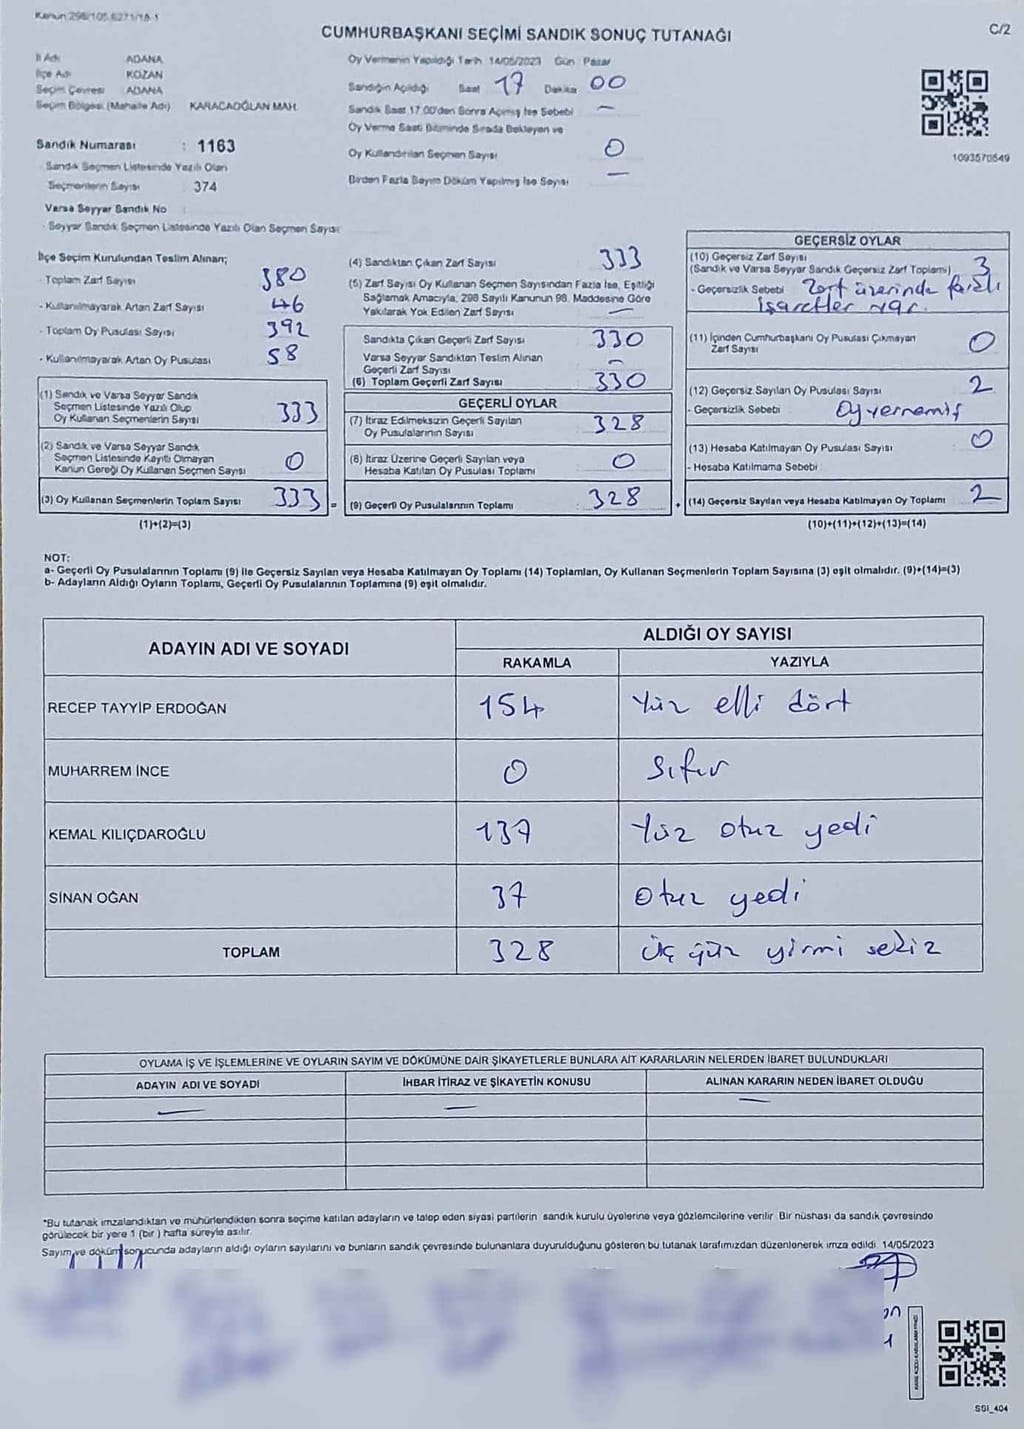 Kanun:298/105,6271/18-1
CUMHURBAŞKANI SEÇİMİ SANDIK SONUÇ TUTANAĞI
C/2
İl Adı ADANA
İlçe Adı KOZAN
Seçim Çevresi ADANA
Seçim Bölgesi (Mahalle Adı) KARACAOĞLAN MAH.
Sandık Numarası : 1163
- Sandık Seçmen Listesinde Yazılı Olan
Seçmenlerin Sayısı 374
Varsa Seyyar Sandık No
- Seyyar Sandık Seçmen Listesinde Yazılı Olan Seçmen Sayısı:
Oy Vermenin Yapıldığı Tarih 14/05/2023 Gün Pazar
Sandığın Açıldığı Saat 17 Dakika 00
Sandık Saat 17.00'den Sonra Açılmış İse Sebebi —
Oy Verme Saati Bitiminde Sırada Bekleyen ve
Oy Kullandırılan Seçmen Sayısı 0
Birden Fazla Sayım Döküm Yapılmış İse Sayısı —
1093570549
İlçe Seçim Kurulundan Teslim Alınan;
- Toplam Zarf Sayısı 380
- Kullanılmayarak Artan Zarf Sayısı 46
- Toplam Oy Pusulası Sayısı 392
- Kullanılmayarak Artan Oy Pusulası 58
(1) Sandık ve Varsa Seyyar Sandık
Seçmen Listesinde Yazılı Olup
Oy Kullanan Seçmenlerin Sayısı 333
(2) Sandık ve Varsa Seyyar Sandık
Seçmen Listesinde Kayıtlı Olmayan
Kanun Gereği Oy Kullanan Seçmen Sayısı 0
(3) Oy Kullanan Seçmenlerin Toplam Sayısı 333 =
(1)+(2)=(3)
(4) Sandıktan Çıkan Zarf Sayısı 333
(5) Zarf Sayısı Oy Kullanan Seçmen Sayısından Fazla İse, Eşitliği
Sağlamak Amacıyla, 298 Sayılı Kanunun 98. Maddesine Göre
Yakılarak Yok Edilen Zarf Sayısı —
Sandıkta Çıkan Geçerli Zarf Sayısı 330
Varsa Seyyar Sandıktan Teslim Alınan
Geçerli Zarf Sayısı —
(6) Toplam Geçerli Zarf Sayısı 330
GEÇERLİ OYLAR
(7) İtiraz Edilmeksizin Geçerli Sayılan
Oy Pusulalarının Sayısı 328
(8) İtiraz Üzerine Geçerli Sayılan veya
Hesaba Katılan Oy Pusulası Toplamı 0
(9) Geçerli Oy Pusulalarının Toplamı : 328 +
GEÇERSİZ OYLAR
(10) Geçersiz Zarf Sayısı
(Sandık ve Varsa Seyyar Sandık Geçersiz Zarf Toplamı) 3
- Geçersizlik Sebebi Zarf üzerinde farklı
işaretler var.
(11) İçinden Cumhurbaşkanı Oy Pusulası Çıkmayan
Zarf Sayısı 0
(12) Geçersiz Sayılan Oy Pusulası Sayısı 2
- Geçersizlik Sebebi Oy vermemiş
(13) Hesaba Katılmayan Oy Pusulası Sayısı 0
- Hesaba Katılmama Sebebi
(14) Geçersiz Sayılan veya Hesaba Katılmayan Oy Toplamı 2
(10)+(11)+(12)+(13)=(14)
NOT:
a- Geçerli Oy Pusulalarının Toplamı (9) ile Geçersiz Sayılan veya Hesaba Katılmayan Oy Toplamı (14) Toplamları, Oy Kullanan Seçmenlerin Toplam Sayısına (3) eşit olmalıdır. (9)+(14)=(3)
b- Adayların Aldığı Oyların Toplamı, Geçerli Oy Pusulalarının Toplamına (9) eşit olmalıdır.
ADAYIN ADI VE SOYADI ALDIĞI OY SAYISI
RAKAMLA YAZIYLA
RECEP TAYYİP ERDOĞAN 154 Yüz elli dört
MUHARREM İNCE 0 Sıfır
KEMAL KILIÇDAROĞLU 137 Yüz otuz yedi
SİNAN OĞAN 37 Otuz yedi
TOPLAM 328 Üç yüz yirmi sekiz
OYLAMA İŞ VE İŞLEMLERİNE VE OYLARIN SAYIM VE DÖKÜMÜNE DAİR ŞİKAYETLERLE BUNLARA AİT KARARLARIN NELERDEN İBARET BULUNDUKLARI
ADAYIN ADI VE SOYADI İHBAR İTİRAZ VE ŞİKAYETİN KONUSU ALINAN KARARIN NEDEN İBARET OLDUĞU
— — —
*Bu tutanak imzalandıktan ve mühürlendikten sonra seçime katılan adayların ve talep eden siyasi partilerin sandık kurulu üyelerine veya gözlemcilerine verilir. Bir nüshası da sandık çevresinde
görülecek bir yere 1 (bir) hafta süreyle asılır.
Sayım ve döküm sonucunda adayların aldığı oyların sayılarını ve bunların sandık çevresinde bulunanlara duyurulduğunu gösteren bu tutanak tarafımızdan düzenlenerek imza edildi. 14/05/2023
SSI_404